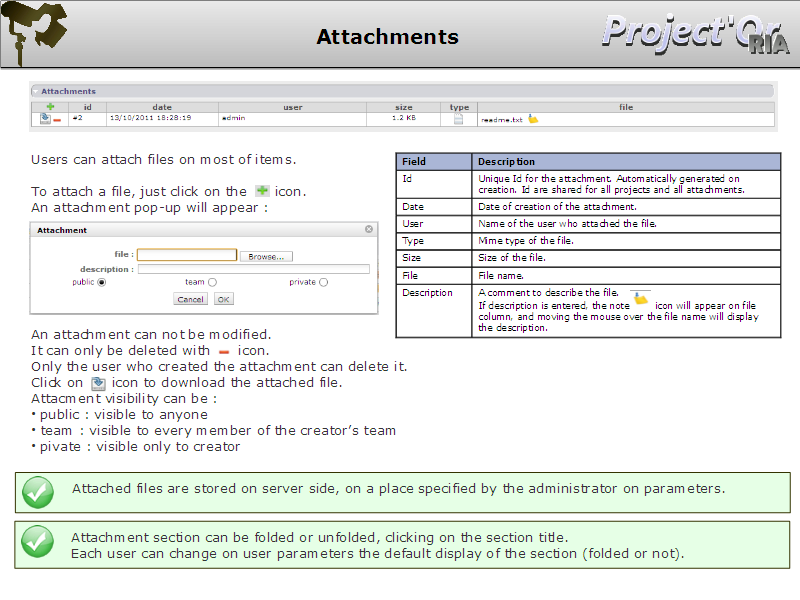 Attachments
Project'Or
RIA
Attachments
id date user size type file
#2 13/10/2011 18:28:19 admin 1.2 KB readme.txt
Users can attach files on most of items.
To attach a file, just click on the icon.
An attachment pop-up will appear :
Attachment
file : Browse...
description :
public team private
Cancel OK
An attachment can not be modified.
It can only be deleted with icon.
Only the user who created the attachment can delete it.
Click on icon to download the attached file.
Attacment visibility can be :
• public : visible to anyone
• team : visible to every member of the creator's team
• pivate : visible only to creator
Field Description
Id Unique Id for the attachment. Automatically generated on
creation. Id are shared for all projects and all attachments.
Date Date of creation of the attachment.
User Name of the user who attached the file.
Type Mime type of the file.
Size Size of the file.
File File name.
Description A comment to describe the file.
If description is entered, the note icon will appear on file
column, and moving the mouse over the file name will display
the description.
Attached files are stored on server side, on a place specified by the administrator on parameters.
Attachment section can be folded or unfolded, clicking on the section title.
Each user can change on user parameters the default display of the section (folded or not).